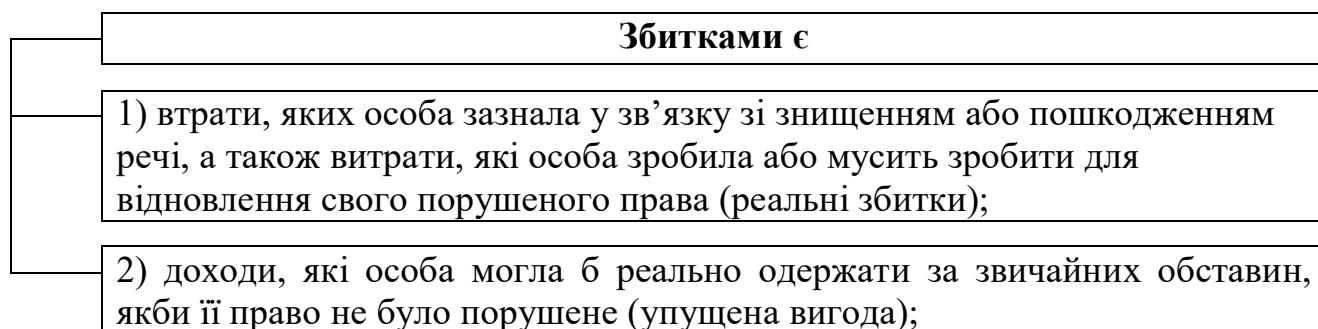 Збитками є
1) втрати, яких особа зазнала у зв’язку зі знищенням або пошкодженням
речі, а також витрати, які особа зробила або мусить зробити для
відновлення свого порушеного права (реальні збитки);
2) доходи, які особа могла б реально одержати за звичайних обставин,
якби її право не було порушене (упущена вигода);